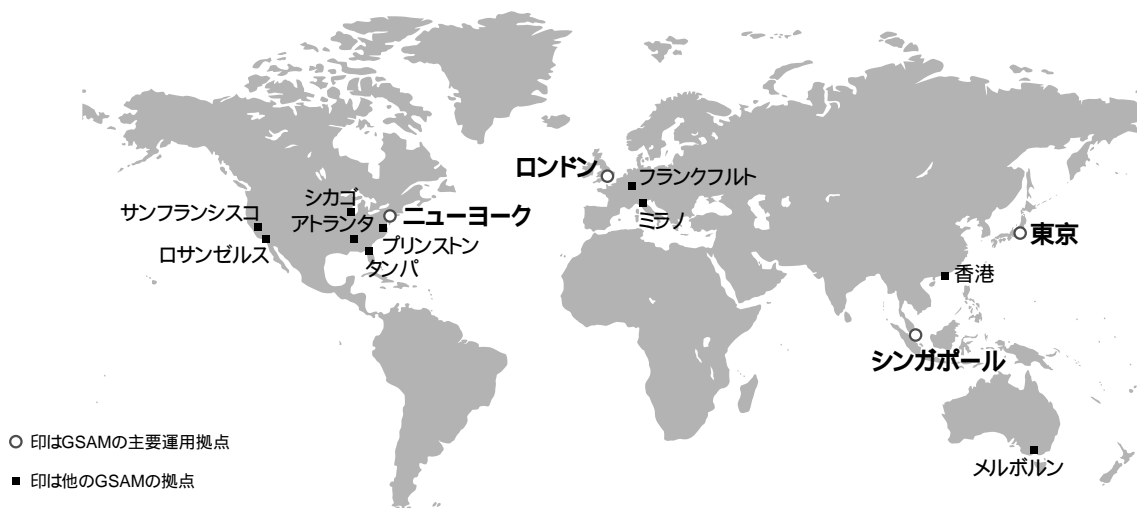 ロンドン
フランクフルト
シカゴ
サンフランシスコ
アトランタ
ニューヨーク
ミラノ
ロサンゼルス
プリンストン
タンパ
東京
香港
シンガポール
○ 印はGSAMの主要運用拠点
■ 印は他のGSAMの拠点
メルボルン